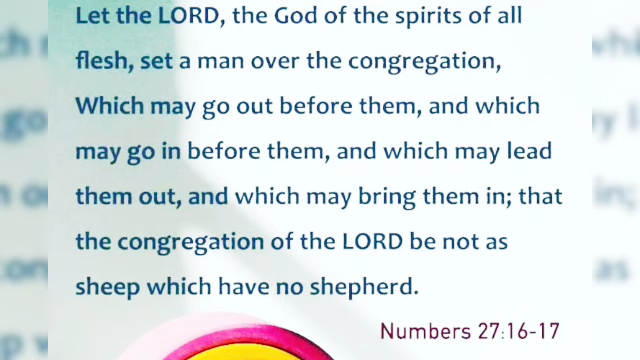 Let the LORD, the God of the spirits of all
flesh, set a man over the congregation,
Which may go out before them, and which
may go in before them, and which may lead
them out, and which may bring them in; that
the congregation of the LORD be not as
sheep which have no shepherd.
Numbers 27:16-17